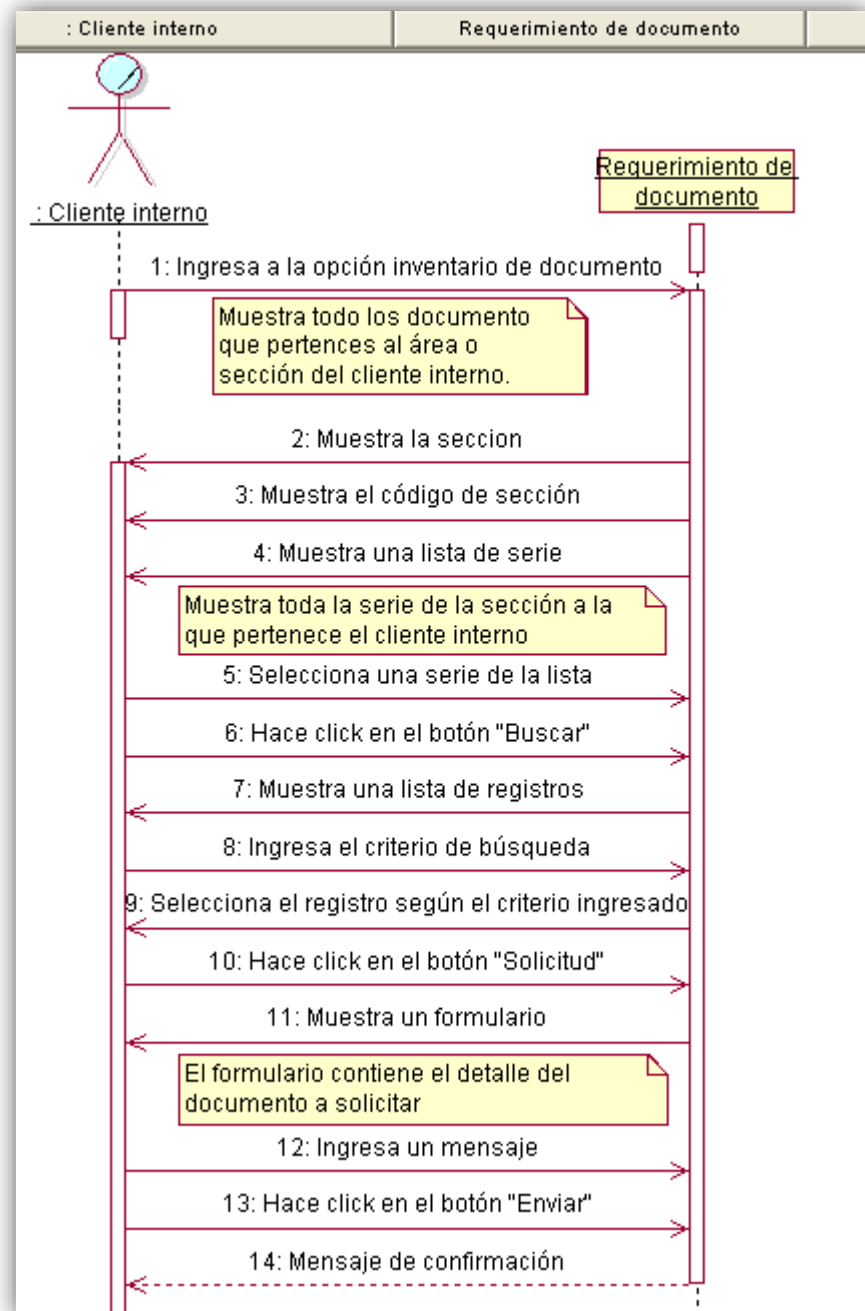 : Cliente interno
Requerimiento de documento
: Cliente interno
Requerimiento de
documento
1: Ingresa a la opción inventario de documento
Muestra todo los documento
que pertences al área o
sección del cliente interno.
2: Muestra la seccion
3: Muestra el código de sección
4: Muestra una lista de serie
Muestra toda la serie de la sección a la
que pertenece el cliente interno
5: Selecciona una serie de la lista
6: Hace click en el botón "Buscar"
7: Muestra una lista de registros
8: Ingresa el criterio de búsqueda
9: Selecciona el registro según el criterio ingresado
10: Hace click en el botón "Solicitud"
11: Muestra un formulario
El formulario contiene el detalle del
documento a solicitar
12: Ingresa un mensaje
13: Hace click en el botón "Enviar"
14: Mensaje de confirmación